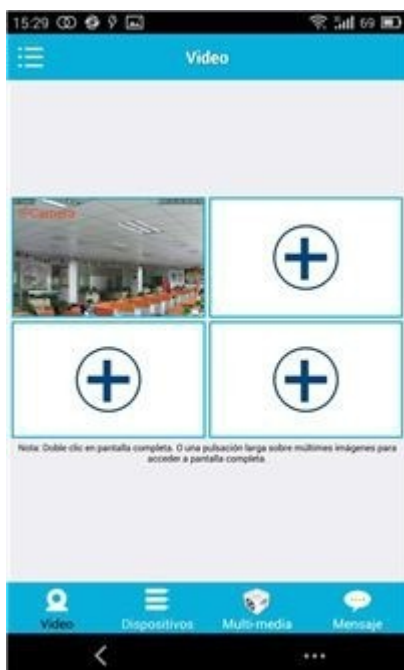 15:29
69
Video
IPCamera
Nota: Doble clic en pantalla completa. O una pulsación larga sobre múltimes imágenes para
acceder a pantalla completa
Video
Dispositivos
Multi-media
Mensaje